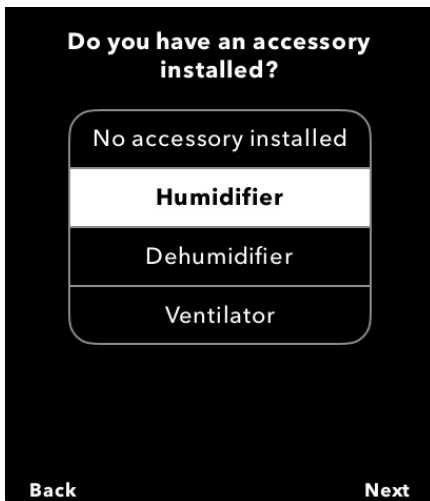 Do you have an accessory
installed?
No accessory installed
Humidifier
Dehumidifier
Ventilator
Back Next